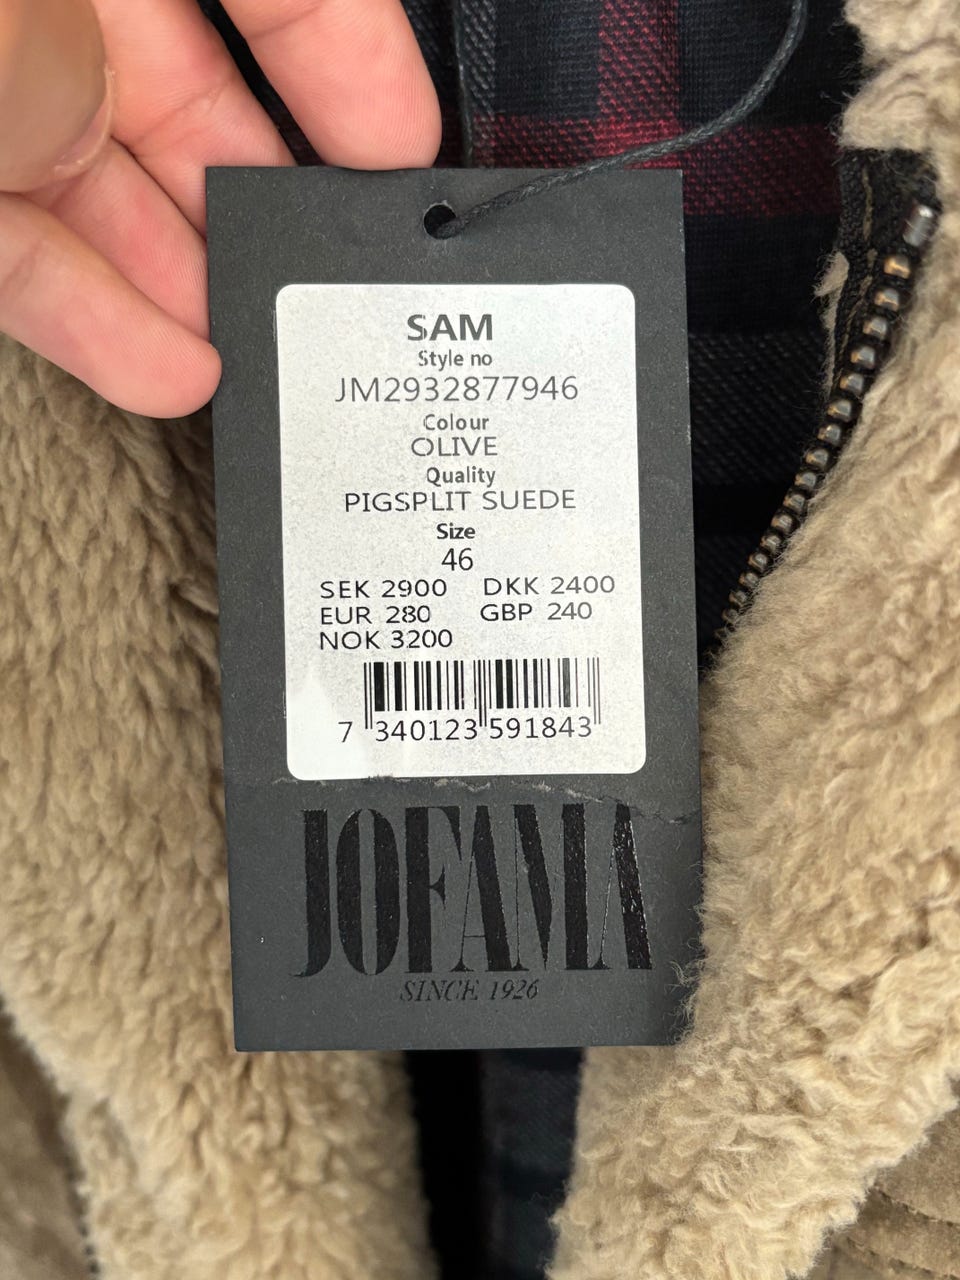 SAM
Style no
JM2932877946
Colour
OLIVE
Quality
PIGSPLIT SUEDE
Size
46
SEK 2900 DKK 2400
EUR 280 GBP 240
NOK 3200
7 340123 591843
JOFAMA
SINCE 1926